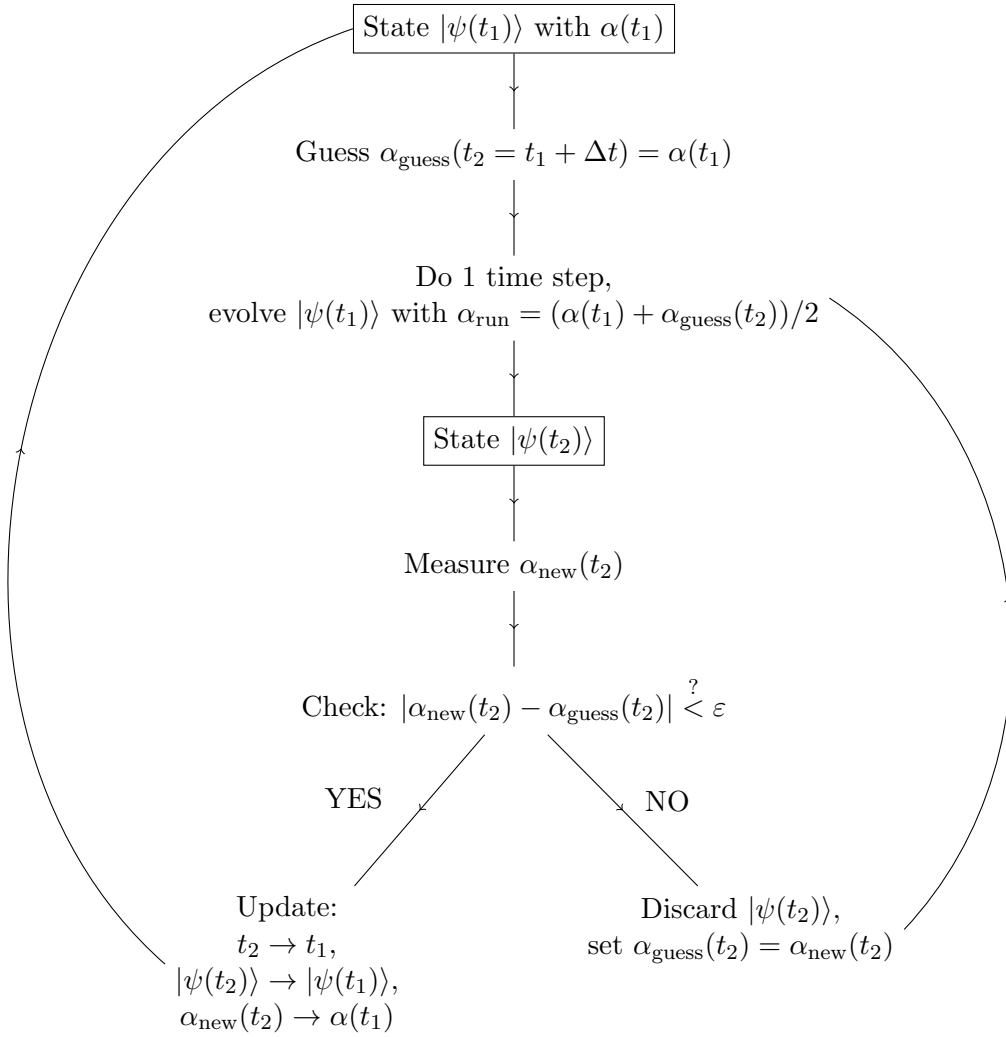 State |ψ(t₁)⟩ with α(t₁)
Guess α_guess(t₂ = t₁ + Δt) = α(t₁)
Do 1 time step,
evolve |ψ(t₁)⟩ with α_run = (α(t₁) + α_guess(t₂))/2
State |ψ(t₂)⟩
Measure α_new(t₂)
Check: |α_new(t₂) − α_guess(t₂)| <^? ε
YES
NO
Update:
t₂ → t₁,
|ψ(t₂)⟩ → |ψ(t₁)⟩,
α_new(t₂) → α(t₁)
Discard |ψ(t₂)⟩,
set α_guess(t₂) = α_new(t₂)